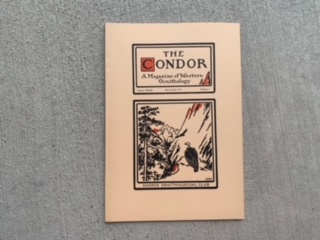 THE
CONDOR
A Magazine of Western
Ornithology
COOPER ORNITHOLOGICAL CLUB